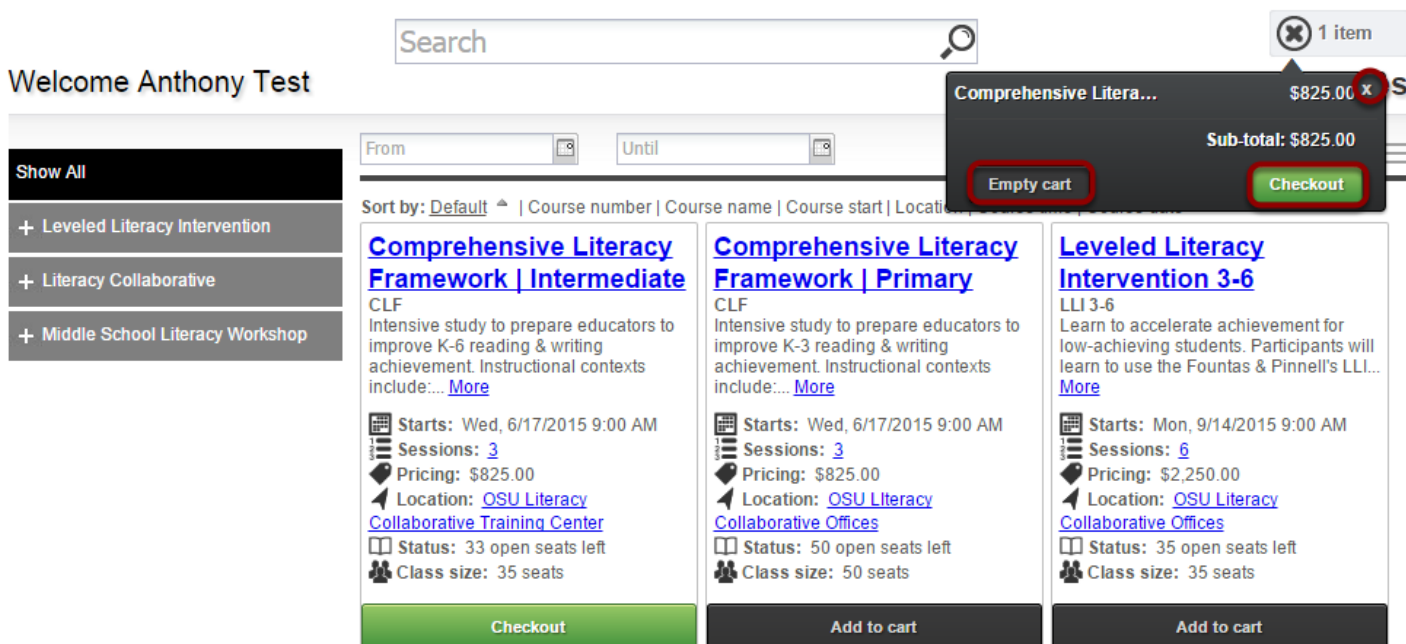 Search
1 item
Welcome Anthony Test
Comprehensive Litera... $825.00 x
Sub-total: $825.00
Empty cart
Checkout
From
Until
Show All
+ Leveled Literacy Intervention
+ Literacy Collaborative
+ Middle School Literacy Workshop
Sort by: Default | Course number | Course name | Course start | Location
Comprehensive Literacy
Framework | Intermediate
CLF
Intensive study to prepare educators to
improve K-6 reading & writing
achievement. Instructional contexts
include:... More
Starts: Wed, 6/17/2015 9:00 AM
Sessions: 3
Pricing: $825.00
Location: OSU Literacy
Collaborative Training Center
Status: 33 open seats left
Class size: 35 seats
Checkout
Comprehensive Literacy
Framework | Primary
CLF
Intensive study to prepare educators to
improve K-3 reading & writing
achievement. Instructional contexts
include:... More
Starts: Wed, 6/17/2015 9:00 AM
Sessions: 3
Pricing: $825.00
Location: OSU LIteracy
Collaborative Offices
Status: 50 open seats left
Class size: 50 seats
Add to cart
Leveled Literacy
Intervention 3-6
LLI 3-6
Learn to accelerate achievement for
low-achieving students. Participants will
learn to use the Fountas & Pinnell's LLI...
More
Starts: Mon, 9/14/2015 9:00 AM
Sessions: 6
Pricing: $2,250.00
Location: OSU Literacy
Collaborative Offices
Status: 35 open seats left
Class size: 35 seats
Add to cart